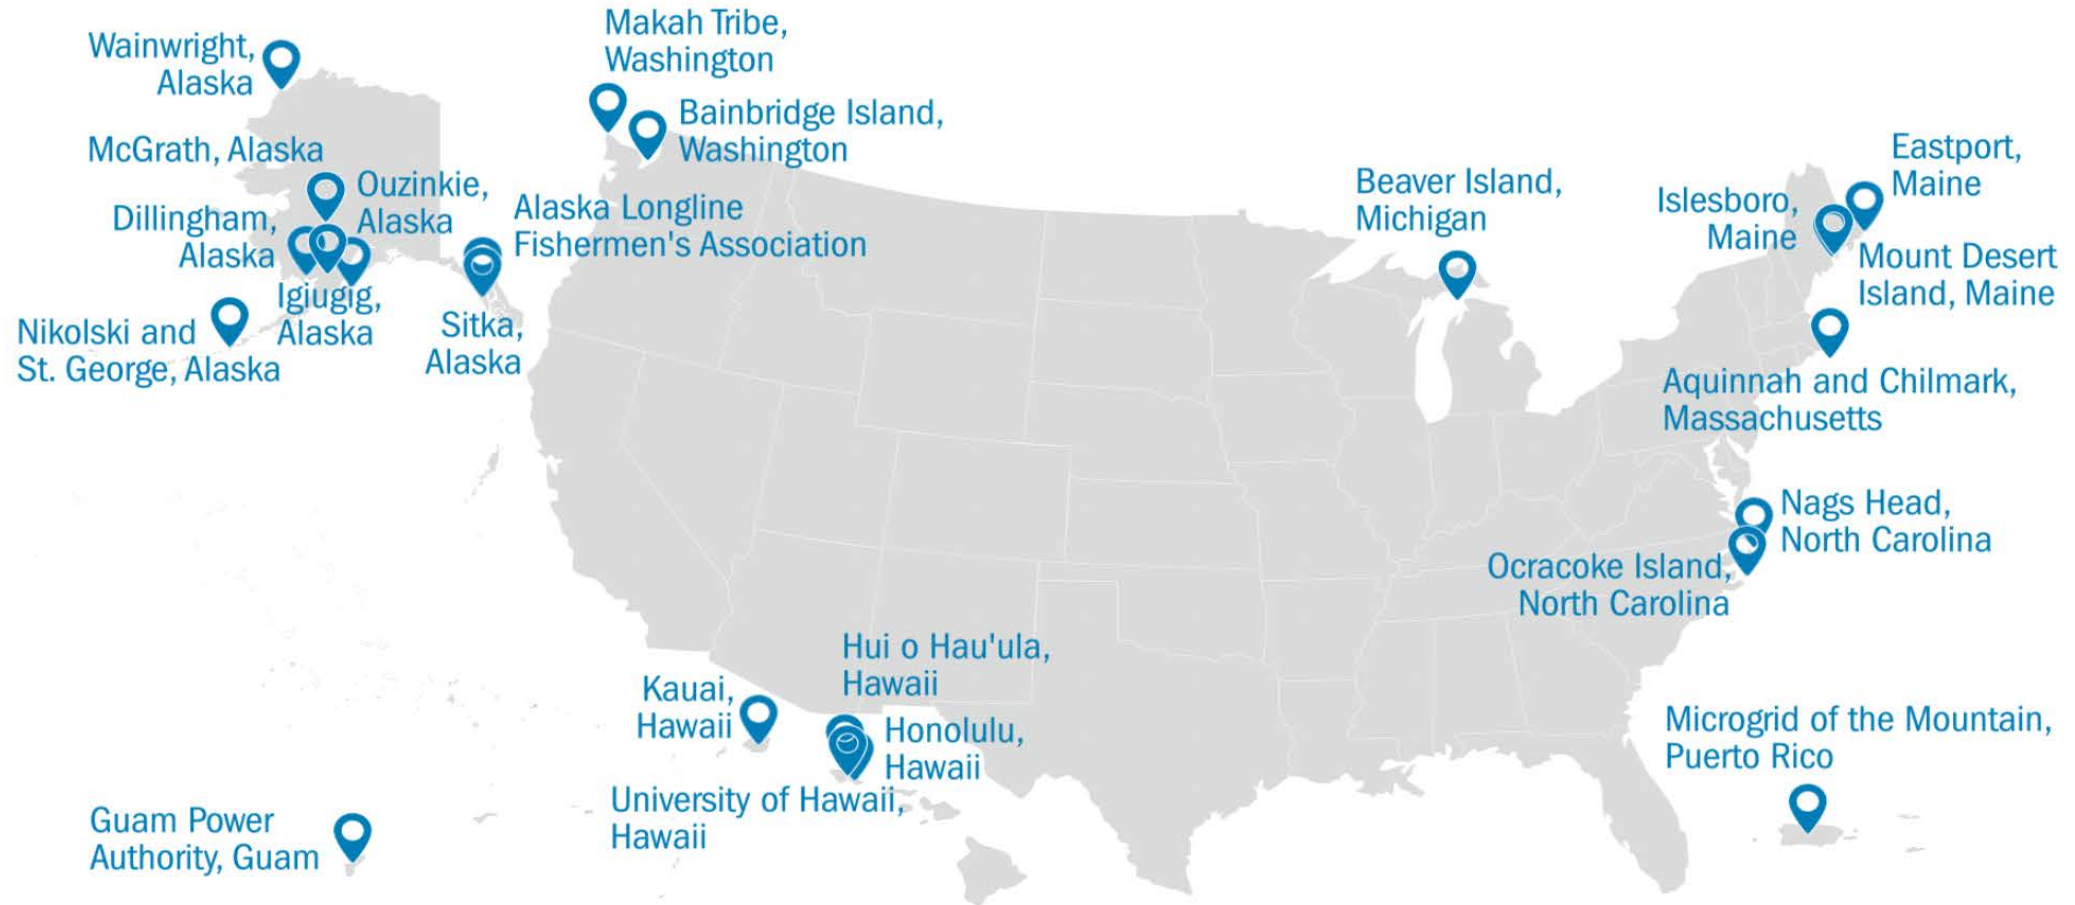 Makah Tribe,
Washington
Wainwright,
Alaska
Bainbridge Island,
Washington
McGrath, Alaska
Ouzinkie,
Alaska
Dillingham,
Alaska
Alaska Longline
Fishermen's Association
Igiugig,
Alaska
Nikolski and
St. George, Alaska
Sitka,
Alaska
Beaver Island,
Michigan
Eastport,
Maine
Islesboro,
Maine
Mount Desert
Island, Maine
Aquinnah and Chilmark,
Massachusetts
Nags Head,
North Carolina
Ocracoke Island,
North Carolina
Hui o Hau'ula,
Hawaii
Kauai,
Hawaii
Honolulu,
Hawaii
University of Hawaii,
Hawaii
Microgrid of the Mountain,
Puerto Rico
Guam Power
Authority, Guam